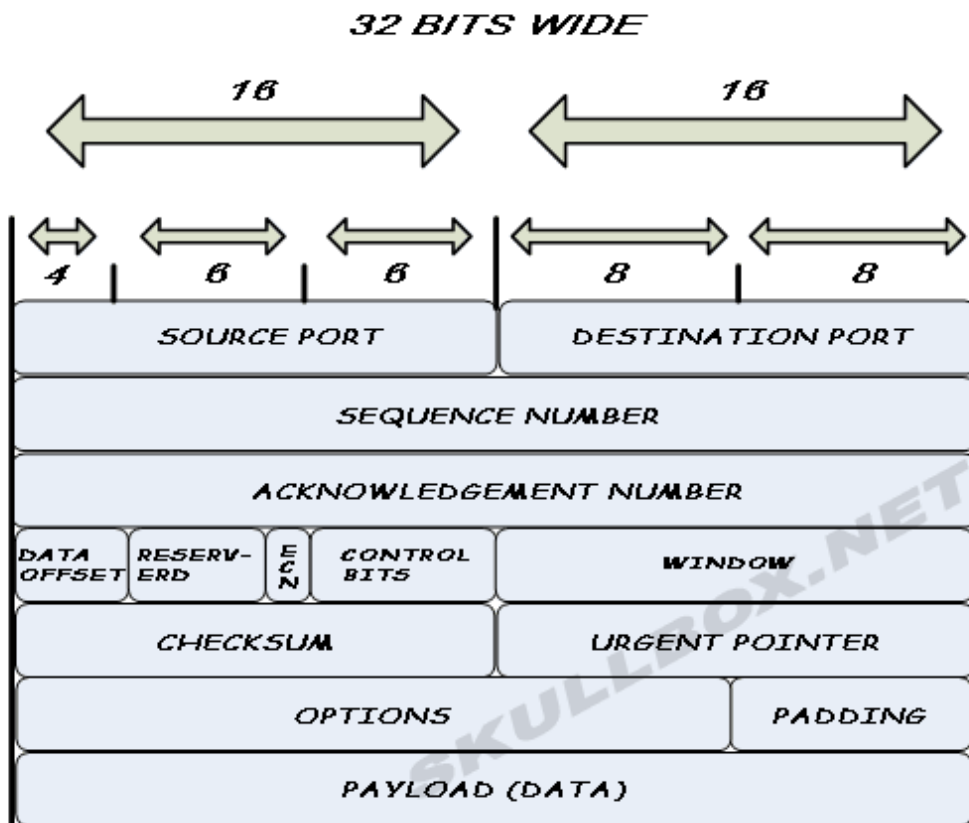 32 BITS WIDE
16 16
4 6 6 8 8
SOURCE PORT DESTINATION PORT
SEQUENCE NUMBER
ACKNOWLEDGEMENT NUMBER
DATA
OFFSET
RESERV-
ERD
ECN
CONTROL
BITS
WINDOW
CHECKSUM URGENT POINTER
OPTIONS PADDING
PAYLOAD (DATA)
SKULLBOX.NET